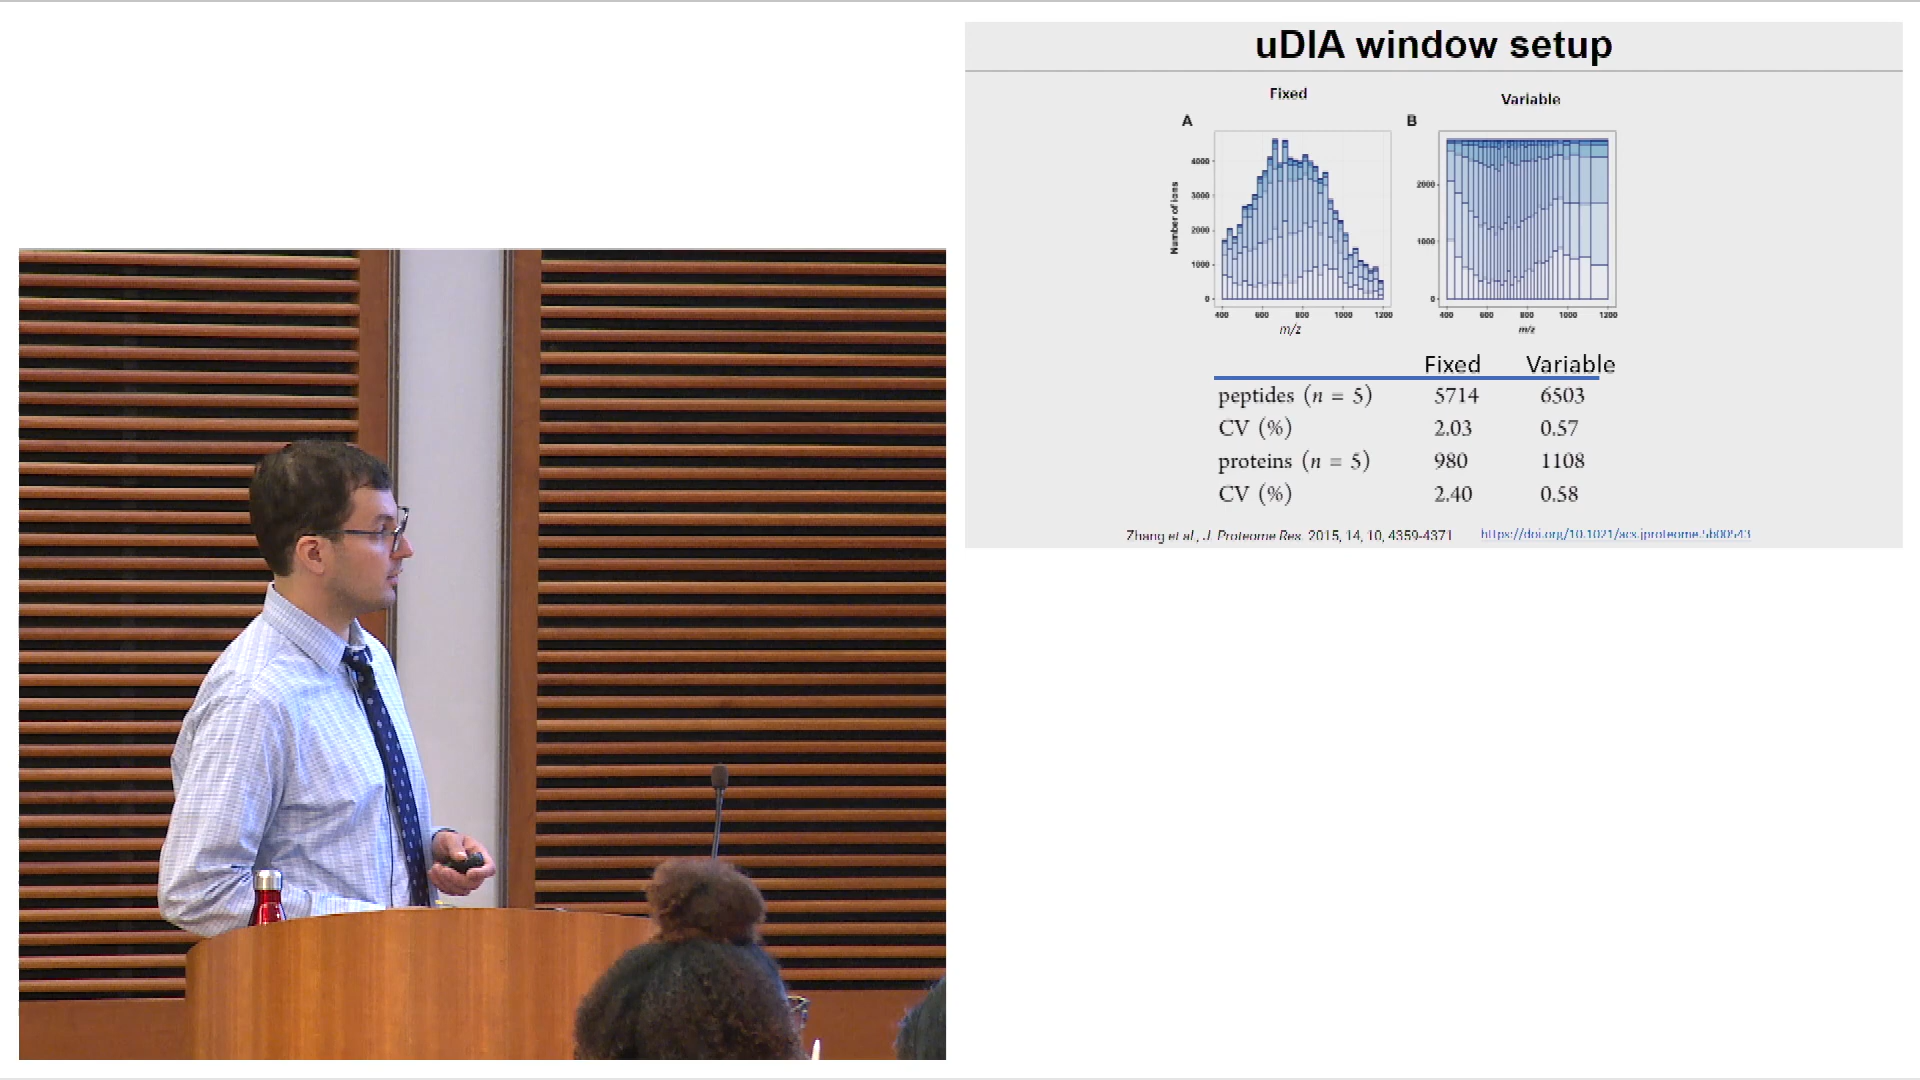 uDIA window setup
Fixed
Variable
A
B
Number of ions
4000
3000
2000
1000
0
400 600 800 1000 1200
m/z
2000
1000
0
400 600 800 1000 1200
m/z
Fixed Variable
peptides (n = 5) 5714 6503
CV (%) 2.03 0.57
proteins (n = 5) 980 1108
CV (%) 2.40 0.58
Zhang et al., J. Proteome Res. 2015, 14, 10, 4359-4371 https://doi.org/10.1021/acs.jproteome.5b00543